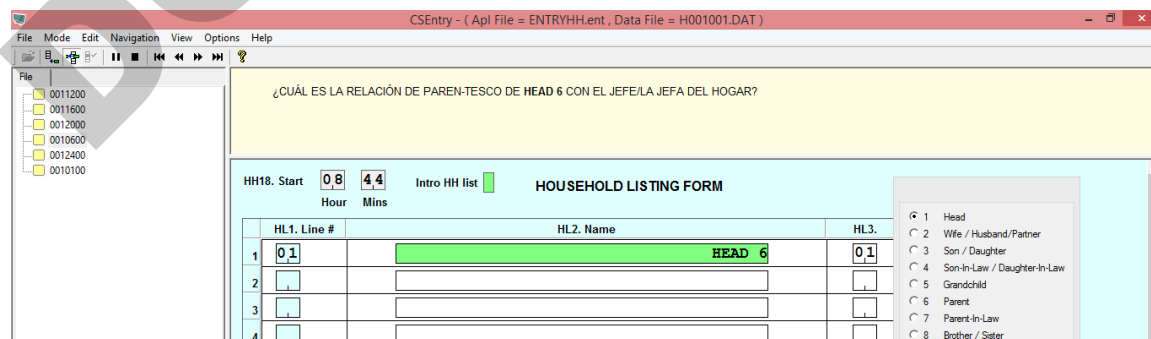 CSEntry - ( Apl File = ENTRYHH.ent , Data File = H001001.DAT )
File Mode Edit Navigation View Options Help
File
0011200
0011600
0012000
0010600
0012400
0010100
¿CUÁL ES LA RELACIÓN DE PAREN-TESCO DE HEAD 6 CON EL JEFE/LA JEFA DEL HOGAR?
HH18. Start 08 44 Intro HH list HOUSEHOLD LISTING FORM
Hour Mins
HL1. Line # HL2. Name HL3.
1 01 HEAD 6 01
2
3
4
1 Head
2 Wife / Husband/Partner
3 Son / Daughter
4 Son-In-Law / Daughter-In-Law
5 Grandchild
6 Parent
7 Parent-In-Law
8 Brother / Sister